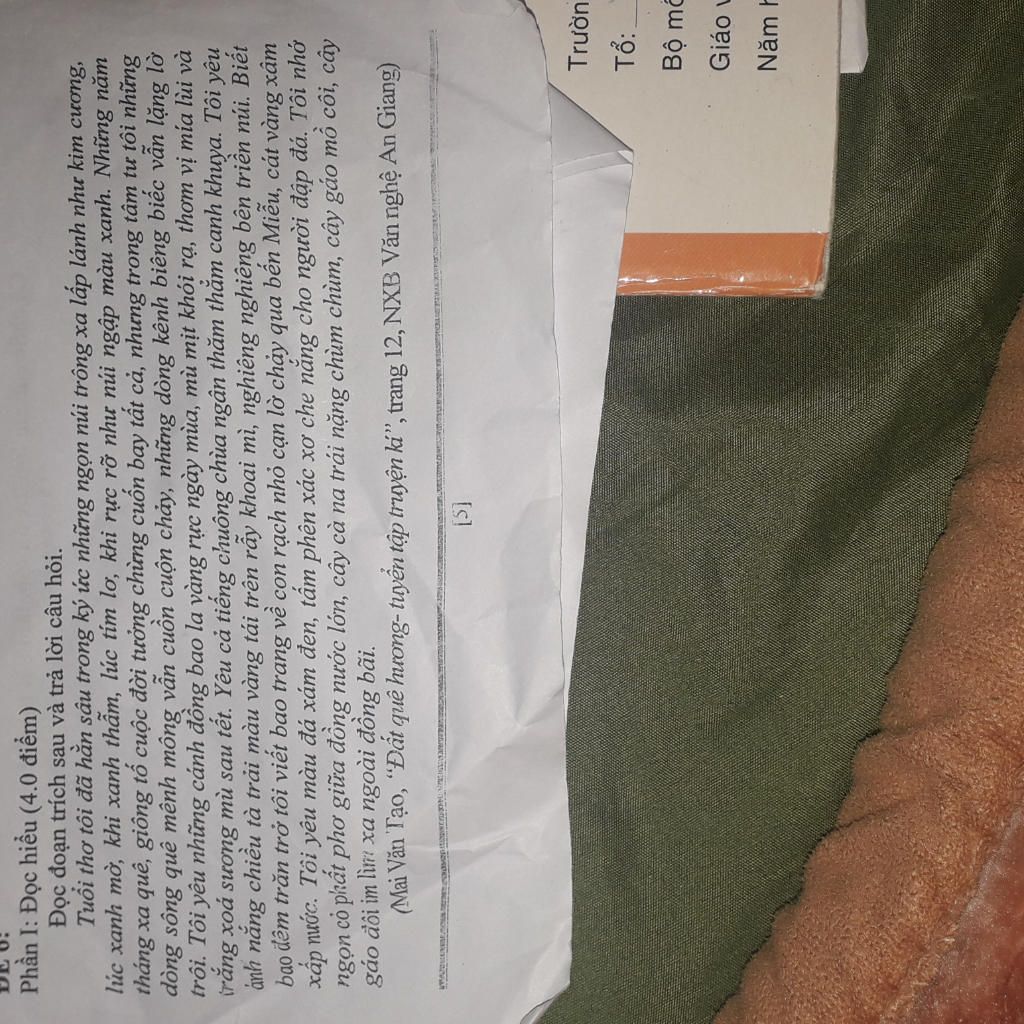 ĐỀ 6:
Phần I: Đọc hiểu (4.0 điểm)
Đọc đoạn trích sau và trả lời câu hỏi.
Tuổi thơ tôi đã hằn sâu trong ký ức những ngọn núi trông xa lấp lánh như kim cương,
lúc xanh mờ, khi xanh thẫm, lúc tím lơ, khi rực rỡ như núi ngập màu xanh. Những năm
tháng xa quê, giông tố cuộc đời tưởng chừng cuốn bay tất cả, nhưng trong tâm tư tôi những
dòng sông quê mênh mông vẫn cuồn cuộn chảy, những dòng kênh biêng biếc vẫn lặng lờ
trôi. Tôi yêu những cánh đồng bao la vàng rực ngày mùa, mù mịt khói rạ, thơm vị mía lùi và
trắng xoá sương mù sau tết. Yêu cả tiếng chuông chùa ngân thăm thẳm canh khuya. Tôi yêu
ánh nắng chiều tà trải màu vàng tái trên rẫy khoai mì, nghiêng nghiêng bên triền núi. Biết
bao đêm trăn trở tôi viết bao trang về con rạch nhỏ cạn lờ chảy qua bến Miễu, cát vàng xâm
xấp nước. Tôi yêu màu đá xám đen, tấm phên xác xơ che nắng cho người đập đá. Tôi nhớ
ngọn cỏ phất phơ giữa đồng nước lớn, cây cà na trái nặng chùm chùm, cây gáo mồ côi, cây
gáo đôi im lìm xa ngoài đồng bãi.
(Mai Văn Tạo, “Đất quê hương- tuyển tập truyện kí”, trang 12, NXB Văn nghệ An Giang)
[5]
Trườn
Tổ:
Bộ mô
Giáo v
Năm h